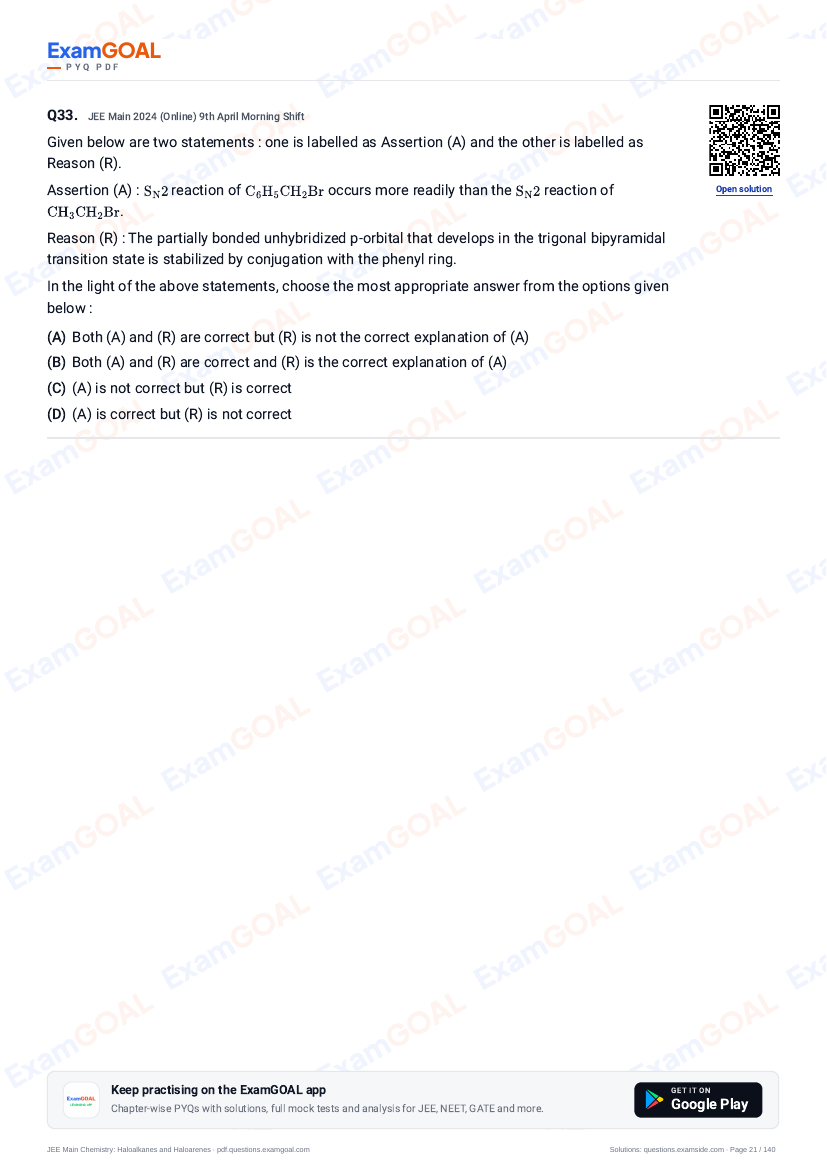 ExamGOAL
PYQ PDF
Q33. JEE Main 2024 (Online) 9th April Morning Shift
Given below are two statements : one is labelled as Assertion (A) and the other is labelled as
Reason (R).
Assertion (A) : S_N2 reaction of C₆H₅CH₂Br occurs more readily than the S_N2 reaction of
CH₃CH₂Br.
Reason (R) : The partially bonded unhybridized p-orbital that develops in the trigonal bipyramidal
transition state is stabilized by conjugation with the phenyl ring.
In the light of the above statements, choose the most appropriate answer from the options given
below :
(A) Both (A) and (R) are correct but (R) is not the correct explanation of (A)
(B) Both (A) and (R) are correct and (R) is the correct explanation of (A)
(C) (A) is not correct but (R) is correct
(D) (A) is correct but (R) is not correct
Open solution
ExamGOAL
Keep practising on the ExamGOAL app
Chapter-wise PYQs with solutions, full mock tests and analysis for JEE, NEET, GATE and more.
GET IT ON
Google Play
JEE Main Chemistry: Haloalkanes and Haloarenes · pdf.questions.examgoal.com
Solutions: questions.examside.com · Page 21 / 140